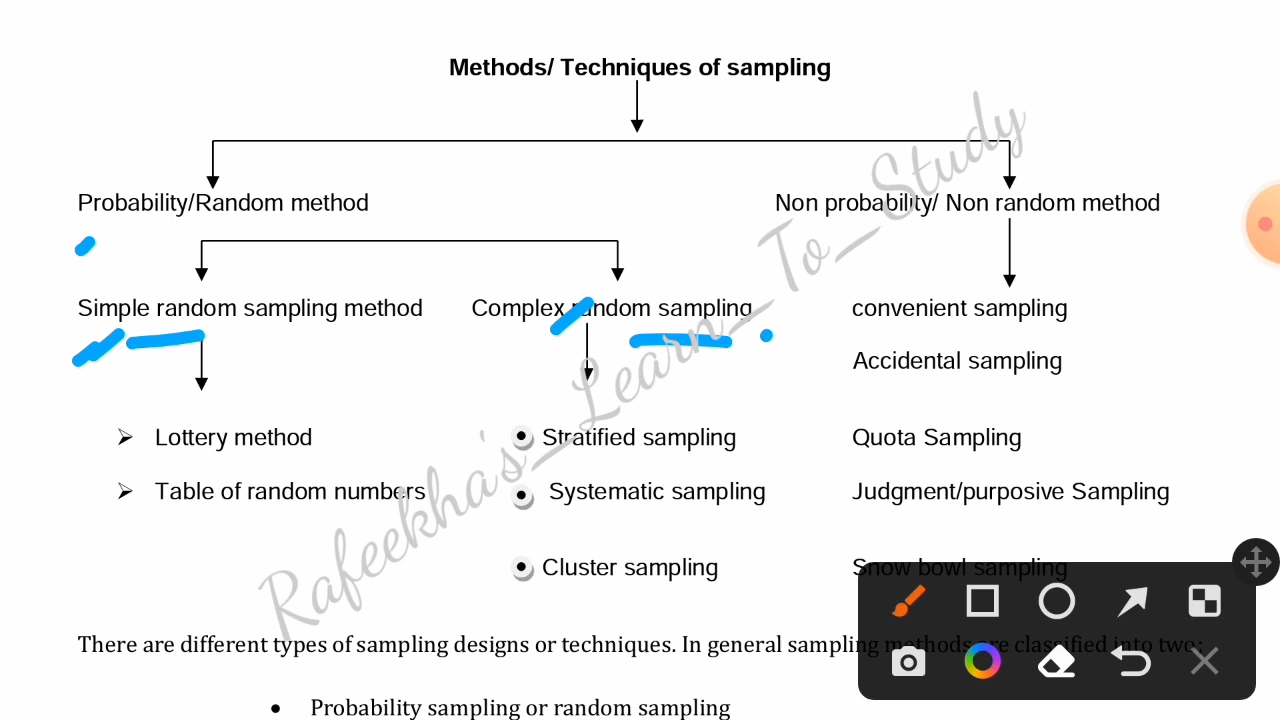 Methods/ Techniques of sampling
Probability/Random method
Non probability/ Non random method
Simple random sampling method
Complex random sampling
convenient sampling
Accidental sampling
Lottery method
Stratified sampling
Quota Sampling
Table of random numbers
Systematic sampling
Judgment/purposive Sampling
Cluster sampling
Snow bowl sampling
There are different types of sampling designs or techniques. In general sampling methods are classified into two:
Probability sampling or random sampling
Rafeekha's_Learn_To_Study